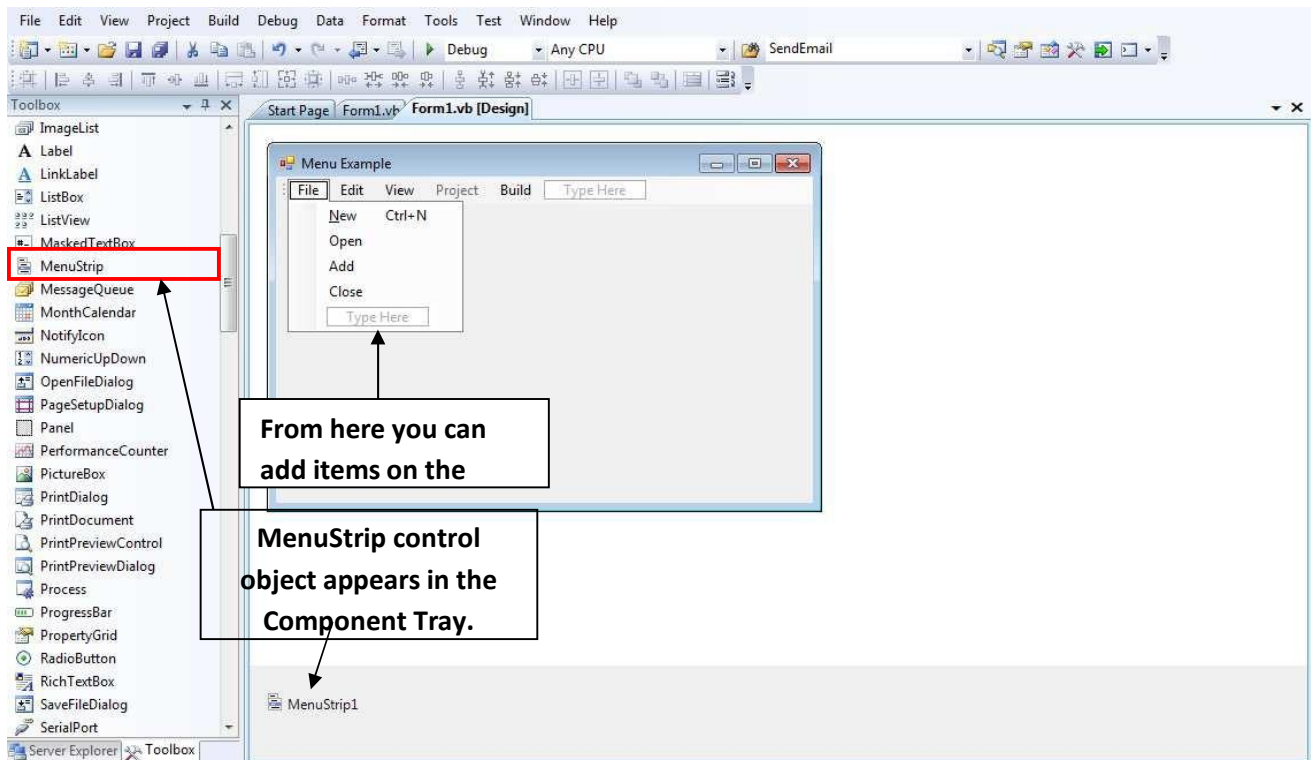 File Edit View Project Build Debug Data Format Tools Test Window Help
Debug Any CPU SendEmail
Toolbox
Start Page Form1.vb Form1.vb [Design]
ImageList
A Label
A LinkLabel
ListBox
ListView
MaskedTextBox
MenuStrip
MessageQueue
MonthCalendar
NotifyIcon
NumericUpDown
OpenFileDialog
PageSetupDialog
Panel
PerformanceCounter
PictureBox
PrintDialog
PrintDocument
PrintPreviewControl
PrintPreviewDialog
Process
ProgressBar
PropertyGrid
RadioButton
RichTextBox
SaveFileDialog
SerialPort
Server Explorer Toolbox
Menu Example
File Edit View Project Build Type Here
New Ctrl+N
Open
Add
Close
Type Here
From here you can
add items on the
MenuStrip control
object appears in the
Component Tray.
MenuStrip1